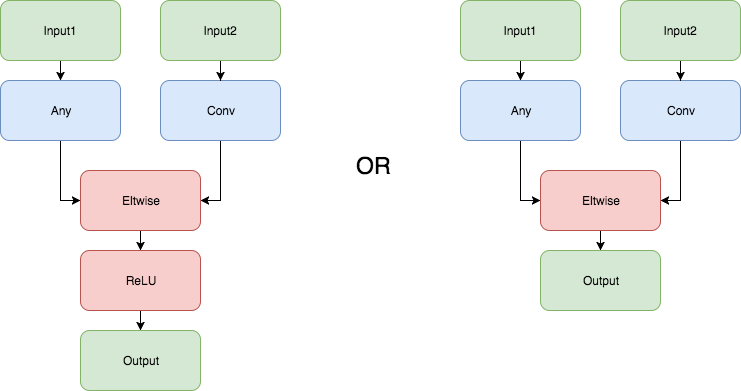 Input1
Input2
Input1
Input2
Any
Conv
Any
Conv
OR
Eltwise
Eltwise
ReLU
Output
Output